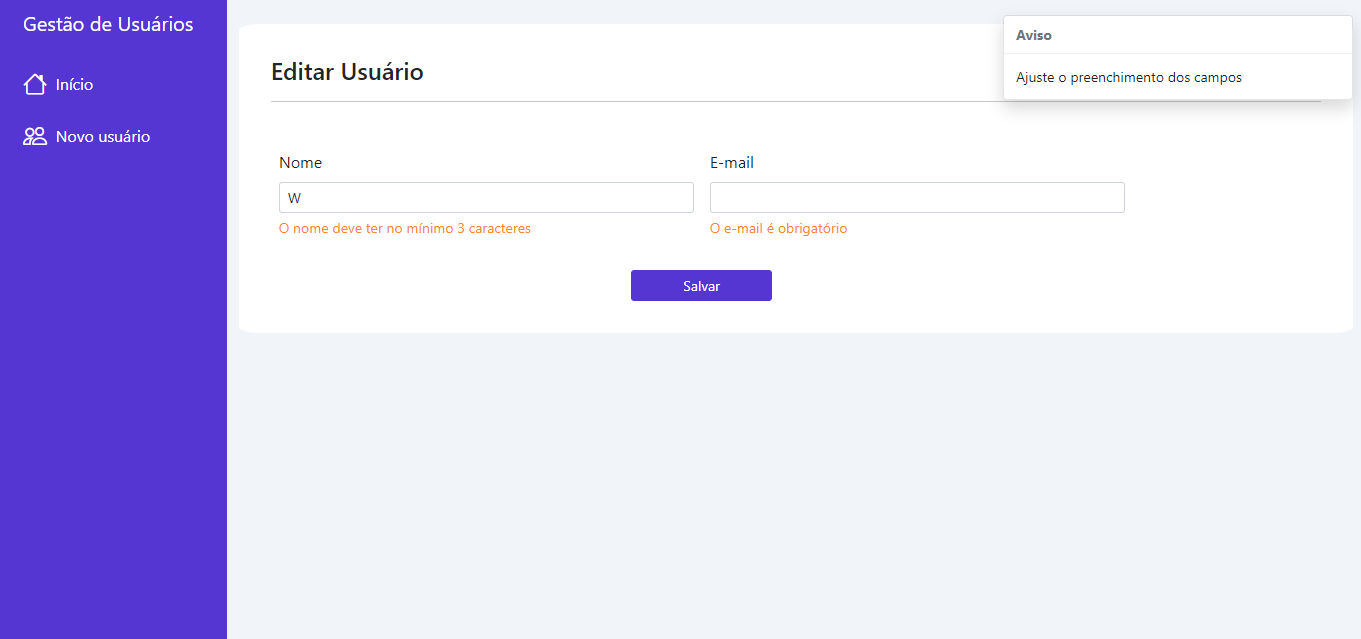 Gestão de Usuários
Início
Novo usuário
Editar Usuário
Aviso
Ajuste o preenchimento dos campos
Nome
E-mail
W
O nome deve ter no mínimo 3 caracteres
O e-mail é obrigatório
Salvar